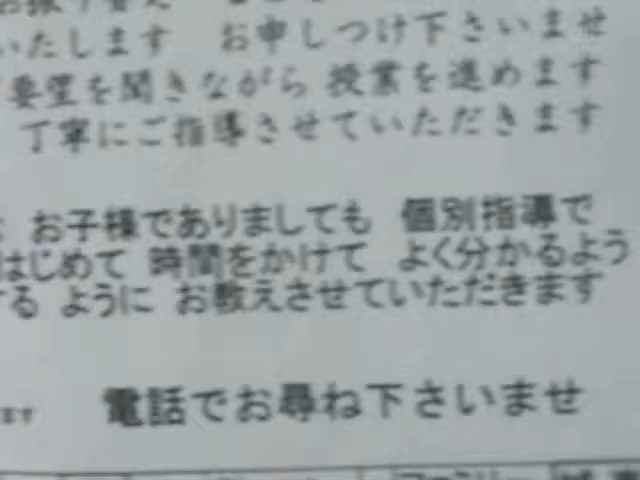 いたします お申しつけ下さいませ
要望を聞きながら 授業を進めます
丁寧にご指導させていただきます
お子様でありましても 個別指導で
はじめて 時間をかけて よく分かるよう
る ように お教えさせていただきます
ます 電話でお尋ね下さいませ